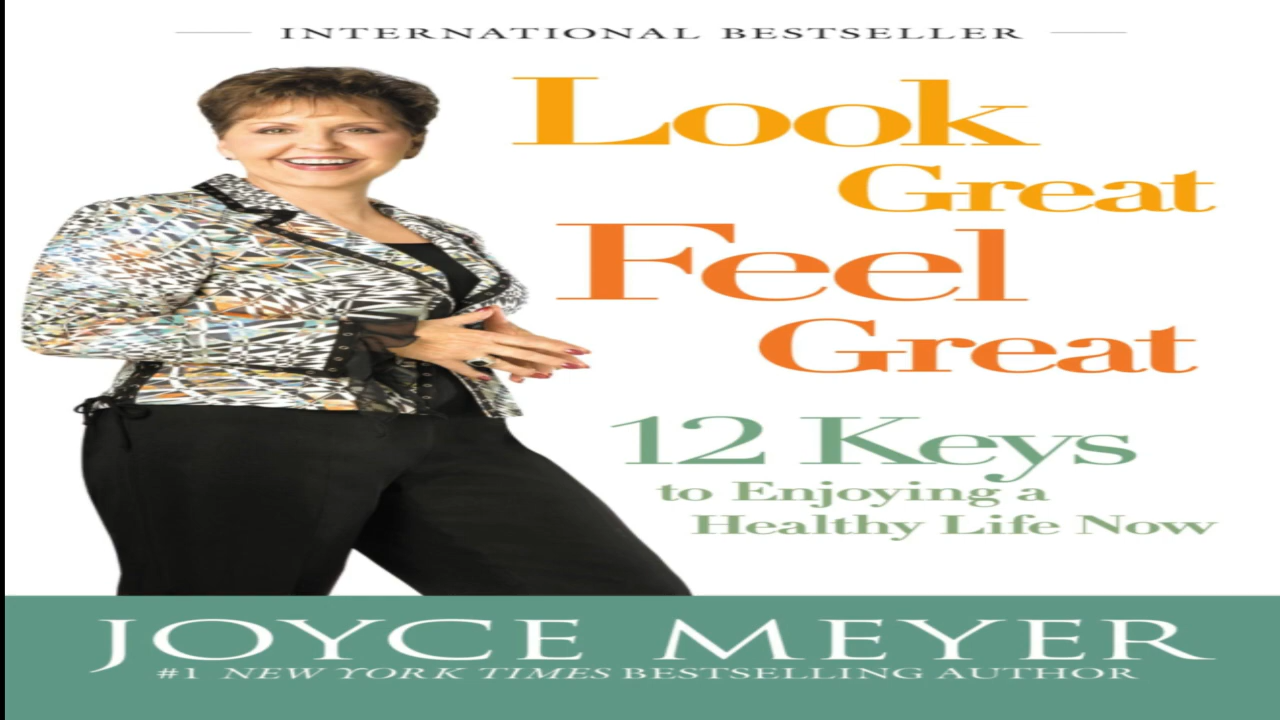 INTERNATIONAL BESTSELLER
Look
Great
Feel
Great
12 Keys
to Enjoying a
Healthy Life Now
JOYCE MEYER
#1 NEW YORK TIMES BESTSELLING AUTHOR